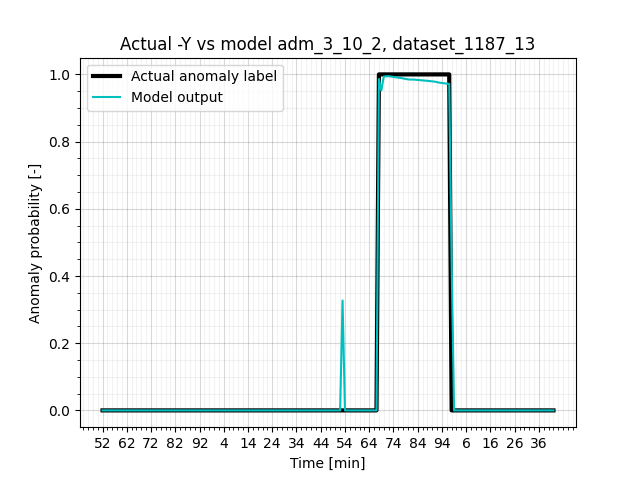 Actual -Y vs model adm_3_10_2, dataset_1187_13
Actual anomaly label
Model output
Anomaly probability [-]
1.0
0.8
0.6
0.4
0.2
0.0
52 62 72 82 92 4 14 24 34 44 54 64 74 84 94 6 16 26 36
Time [min]